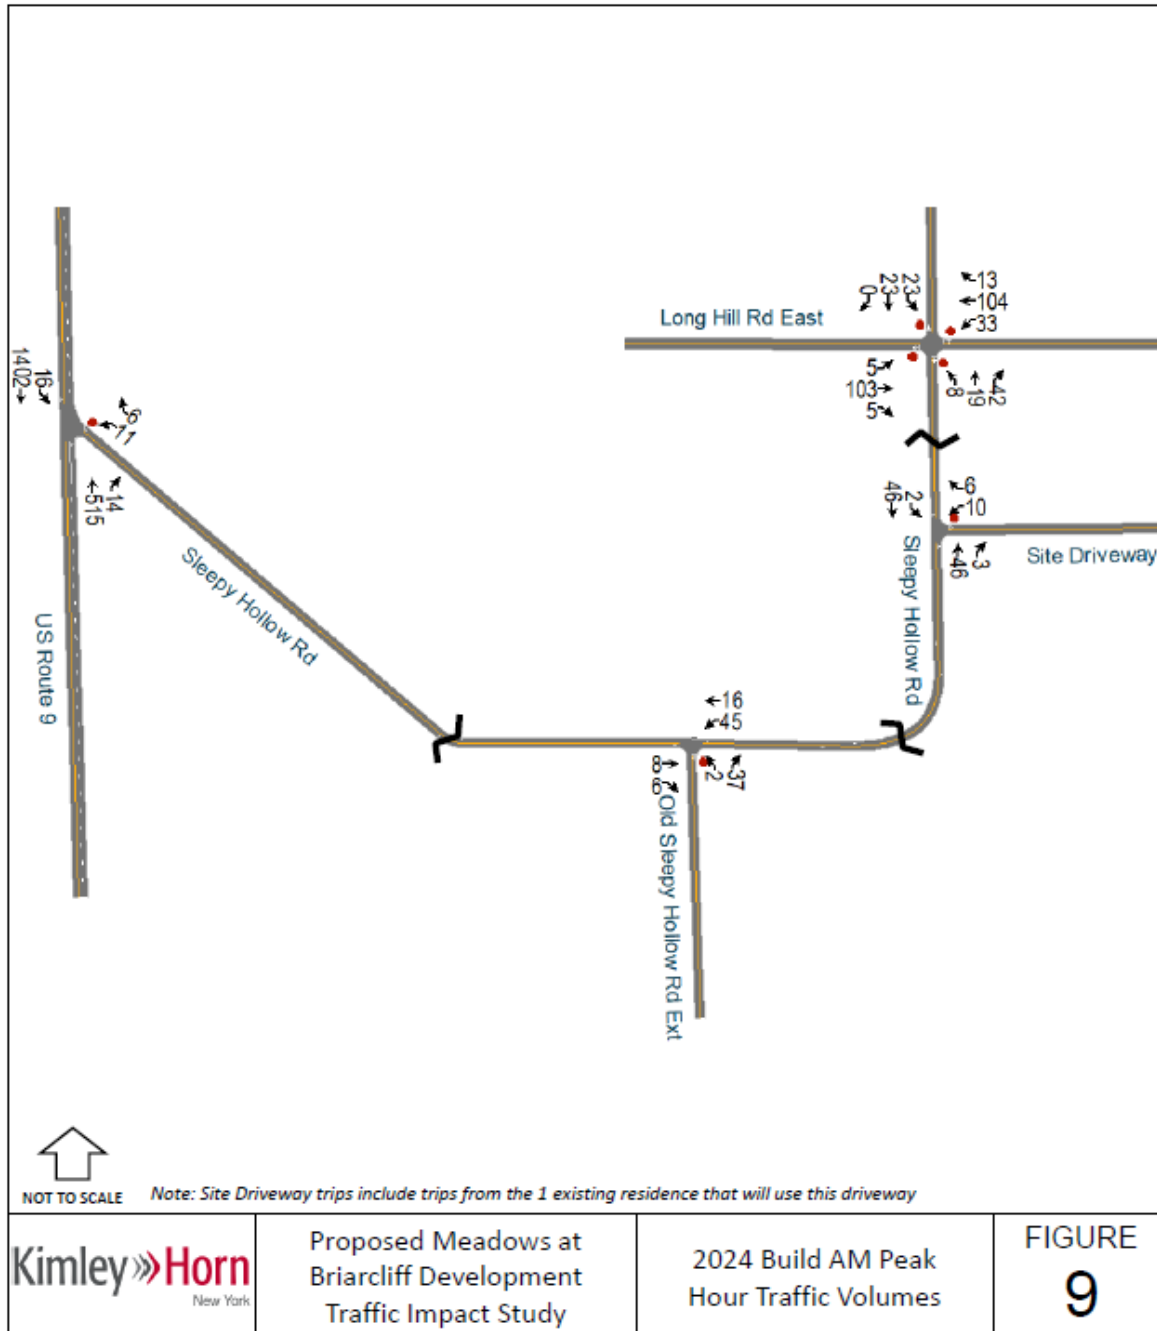 23
23
0
13
104
33
Long Hill Rd East
5
103
5
8
19
42
16
1402
6
11
14
515
2
46
6
10
46
3
Site Driveway
Sleepy Hollow Rd
Sleepy Hollow Rd
US Route 9
16
45
8
6
2
37
Old Sleepy Hollow Rd Ext
NOT TO SCALE
Note: Site Driveway trips include trips from the 1 existing residence that will use this driveway
Kimley»Horn
New York
Proposed Meadows at
Briarcliff Development
Traffic Impact Study
2024 Build AM Peak
Hour Traffic Volumes
FIGURE
9